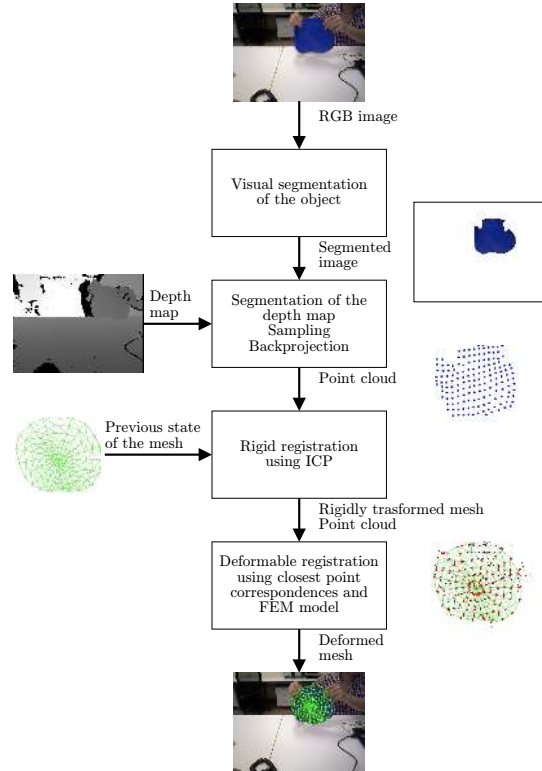 RGB image
Visual segmentation
of the object
Segmented
image
Depth
map
Segmentation of the
depth map
Sampling
Backprojection
Point cloud
Previous state
of the mesh
Rigid registration
using ICP
Rigidly trasformed mesh
Point cloud
Deformable registration
using closest point
correspondences and
FEM model
Deformed
mesh